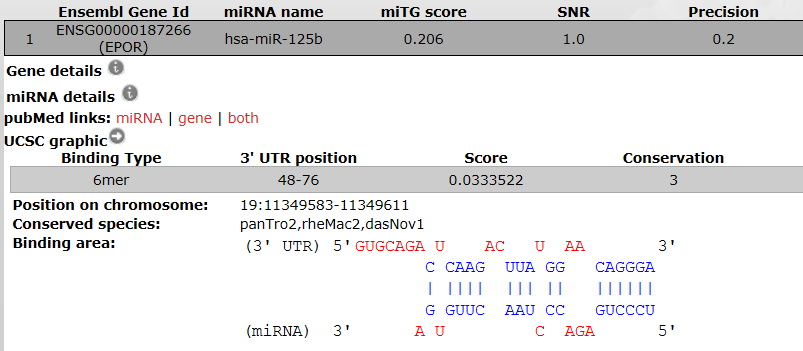 Ensembl Gene Id miRNA name miTG score SNR Precision
1 ENSG00000187266 (EPOR) hsa-miR-125b 0.206 1.0 0.2
Gene details
miRNA details
pubMed links: miRNA | gene | both
UCSC graphic
Binding Type 3' UTR position Score Conservation
6mer 48-76 0.0333522 3
Position on chromosome: 19:11349583-11349611
Conserved species: panTro2,rheMac2,dasNov1
Binding area: (3' UTR) 5' GUGCAGA U AC U AA 3'
C CAAG UUA GG CAGGGA
| |||| ||| || ||||||
G GUUC AAU CC GUCCCU
(miRNA) 3' A U C AGA 5'